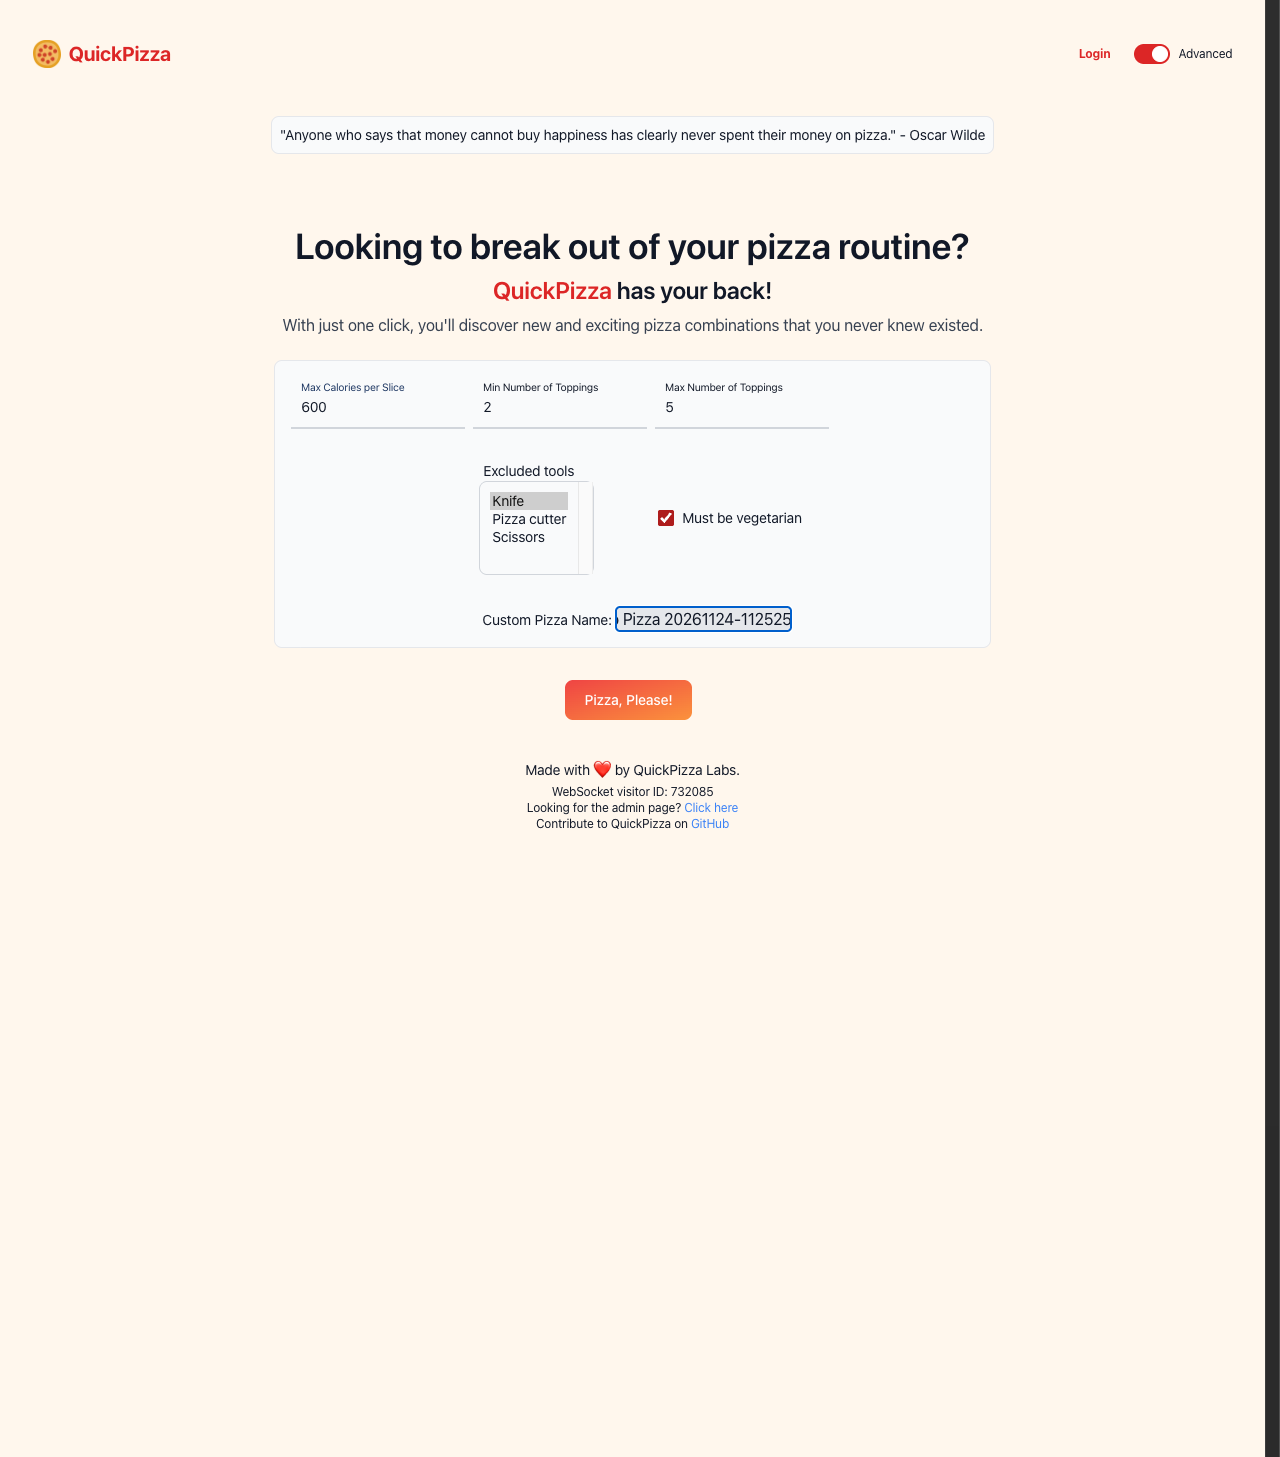 QuickPizza
Login
Advanced
"Anyone who says that money cannot buy happiness has clearly never spent their money on pizza." - Oscar Wilde
Looking to break out of your pizza routine?
QuickPizza has your back!
With just one click, you'll discover new and exciting pizza combinations that you never knew existed.
Max Calories per Slice
600
Min Number of Toppings
2
Max Number of Toppings
5
Excluded tools
Knife
Pizza cutter
Scissors
Must be vegetarian
Custom Pizza Name: Pizza 20261124-112525
Pizza, Please!
Made with ❤️ by QuickPizza Labs.
WebSocket visitor ID: 732085
Looking for the admin page? Click here
Contribute to QuickPizza on GitHub